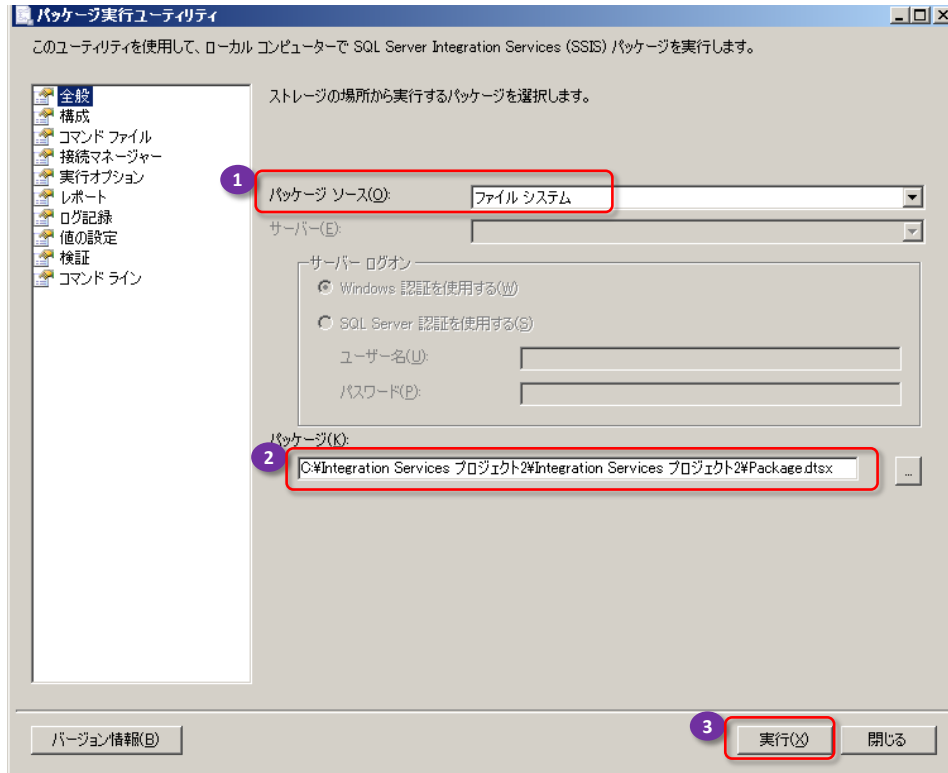 パッケージ実行ユーティリティ
このユーティリティを使用して、ローカル コンピューターで SQL Server Integration Services (SSIS) パッケージを実行します。
全般
構成
コマンド ファイル
接続マネージャー
実行オプション
レポート
ログ記録
値の設定
検証
コマンド ライン
ストレージの場所から実行するパッケージを選択します。
1
パッケージ ソース(O):
ファイル システム
サーバー(E):
サーバー ログオン
Windows 認証を使用する(W)
SQL Server 認証を使用する(S)
ユーザー名(U):
パスワード(P):
パッケージ(K):
2
C:¥Integration Services プロジェクト2¥Integration Services プロジェクト2¥Package.dtsx
...
バージョン情報(B)
3
実行(X)
閉じる